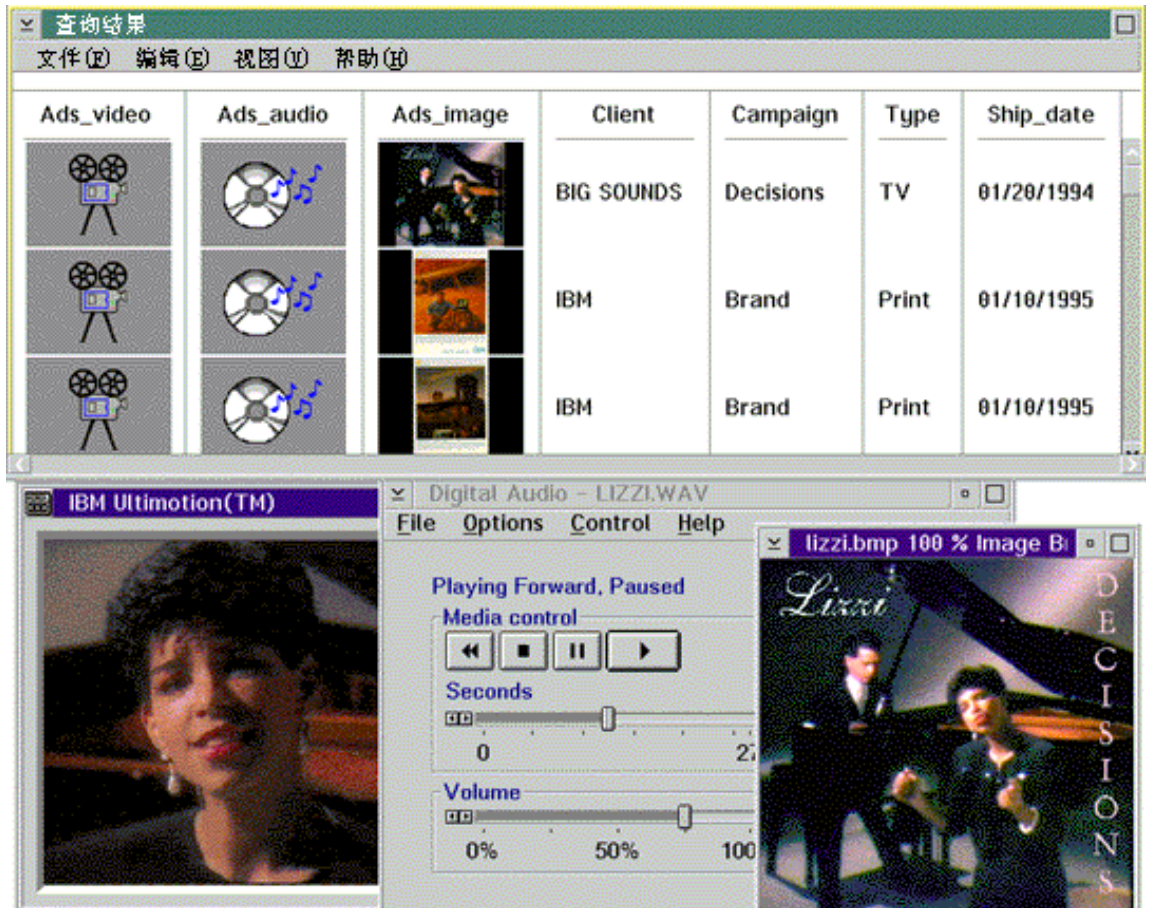 查询结果
文件(F) 编辑(E) 视图(V) 帮助(H)
Ads_video Ads_audio Ads_image Client Campaign Type Ship_date
BIG SOUNDS Decisions TV 01/20/1994
IBM Brand Print 01/10/1995
IBM Brand Print 01/10/1995
IBM Ultimotion(TM)
Digital Audio - LIZZI.WAV
File Options Control Help
Playing Forward, Paused
Media control
Seconds
0
Volume
0% 50% 100
lizzi.bmp 100 % Image
Lizzi
DECISIONS